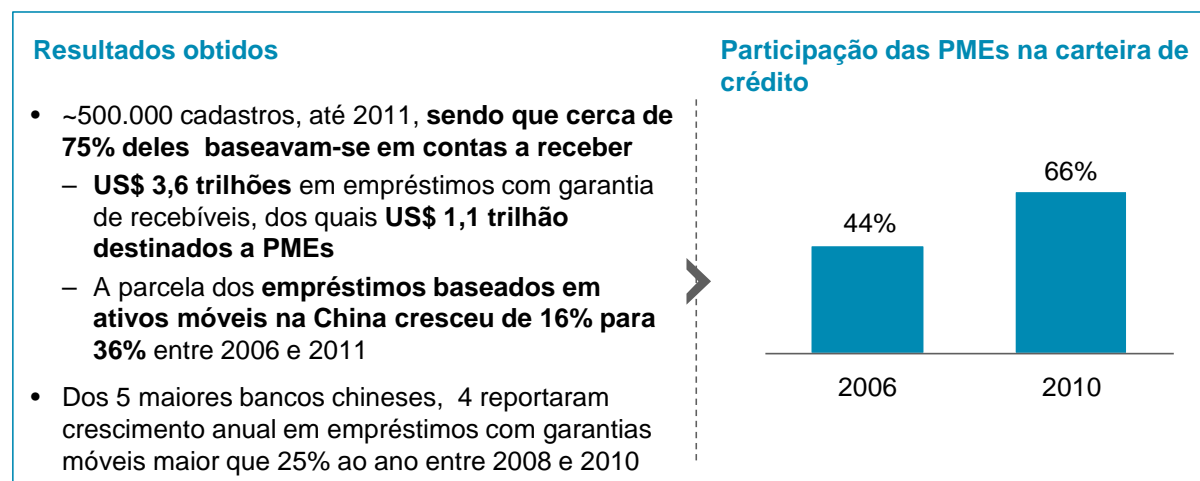 Resultados obtidos
• ~500.000 cadastros, até 2011, sendo que cerca de
75% deles  baseavam-se em contas a receber
– US$ 3,6 trilhões em empréstimos com garantia
de recebíveis, dos quais US$ 1,1 trilhão
destinados a PMEs
– A parcela dos empréstimos baseados em
ativos móveis na China cresceu de 16% para
36% entre 2006 e 2011
• Dos 5 maiores bancos chineses,  4 reportaram
crescimento anual em empréstimos com garantias
móveis maior que 25% ao ano entre 2008 e 2010
Participação das PMEs na carteira de
crédito
44%
66%
2006
2010